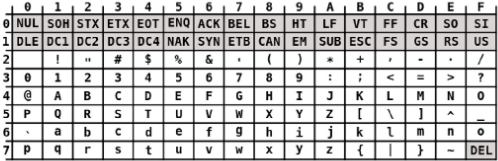 0 1 2 3 4 5 6 7 8 9 A B C D E F
0 NUL SOH STX ETX EOT ENQ ACK BEL BS HT LF VT FF CR SO SI
1 DLE DC1 DC2 DC3 DC4 NAK SYN ETB CAN EM SUB ESC FS GS RS US
2 ! " # $ % & ' ( ) * + , - . /
3 0 1 2 3 4 5 6 7 8 9 : ; < = > ?
4 @ A B C D E F G H I J K L M N O
5 P Q R S T U V W X Y Z [ \ ] ^ _
6 ` a b c d e f g h i j k l m n o
7 p q r s t u v w x y z { | } ~ DEL